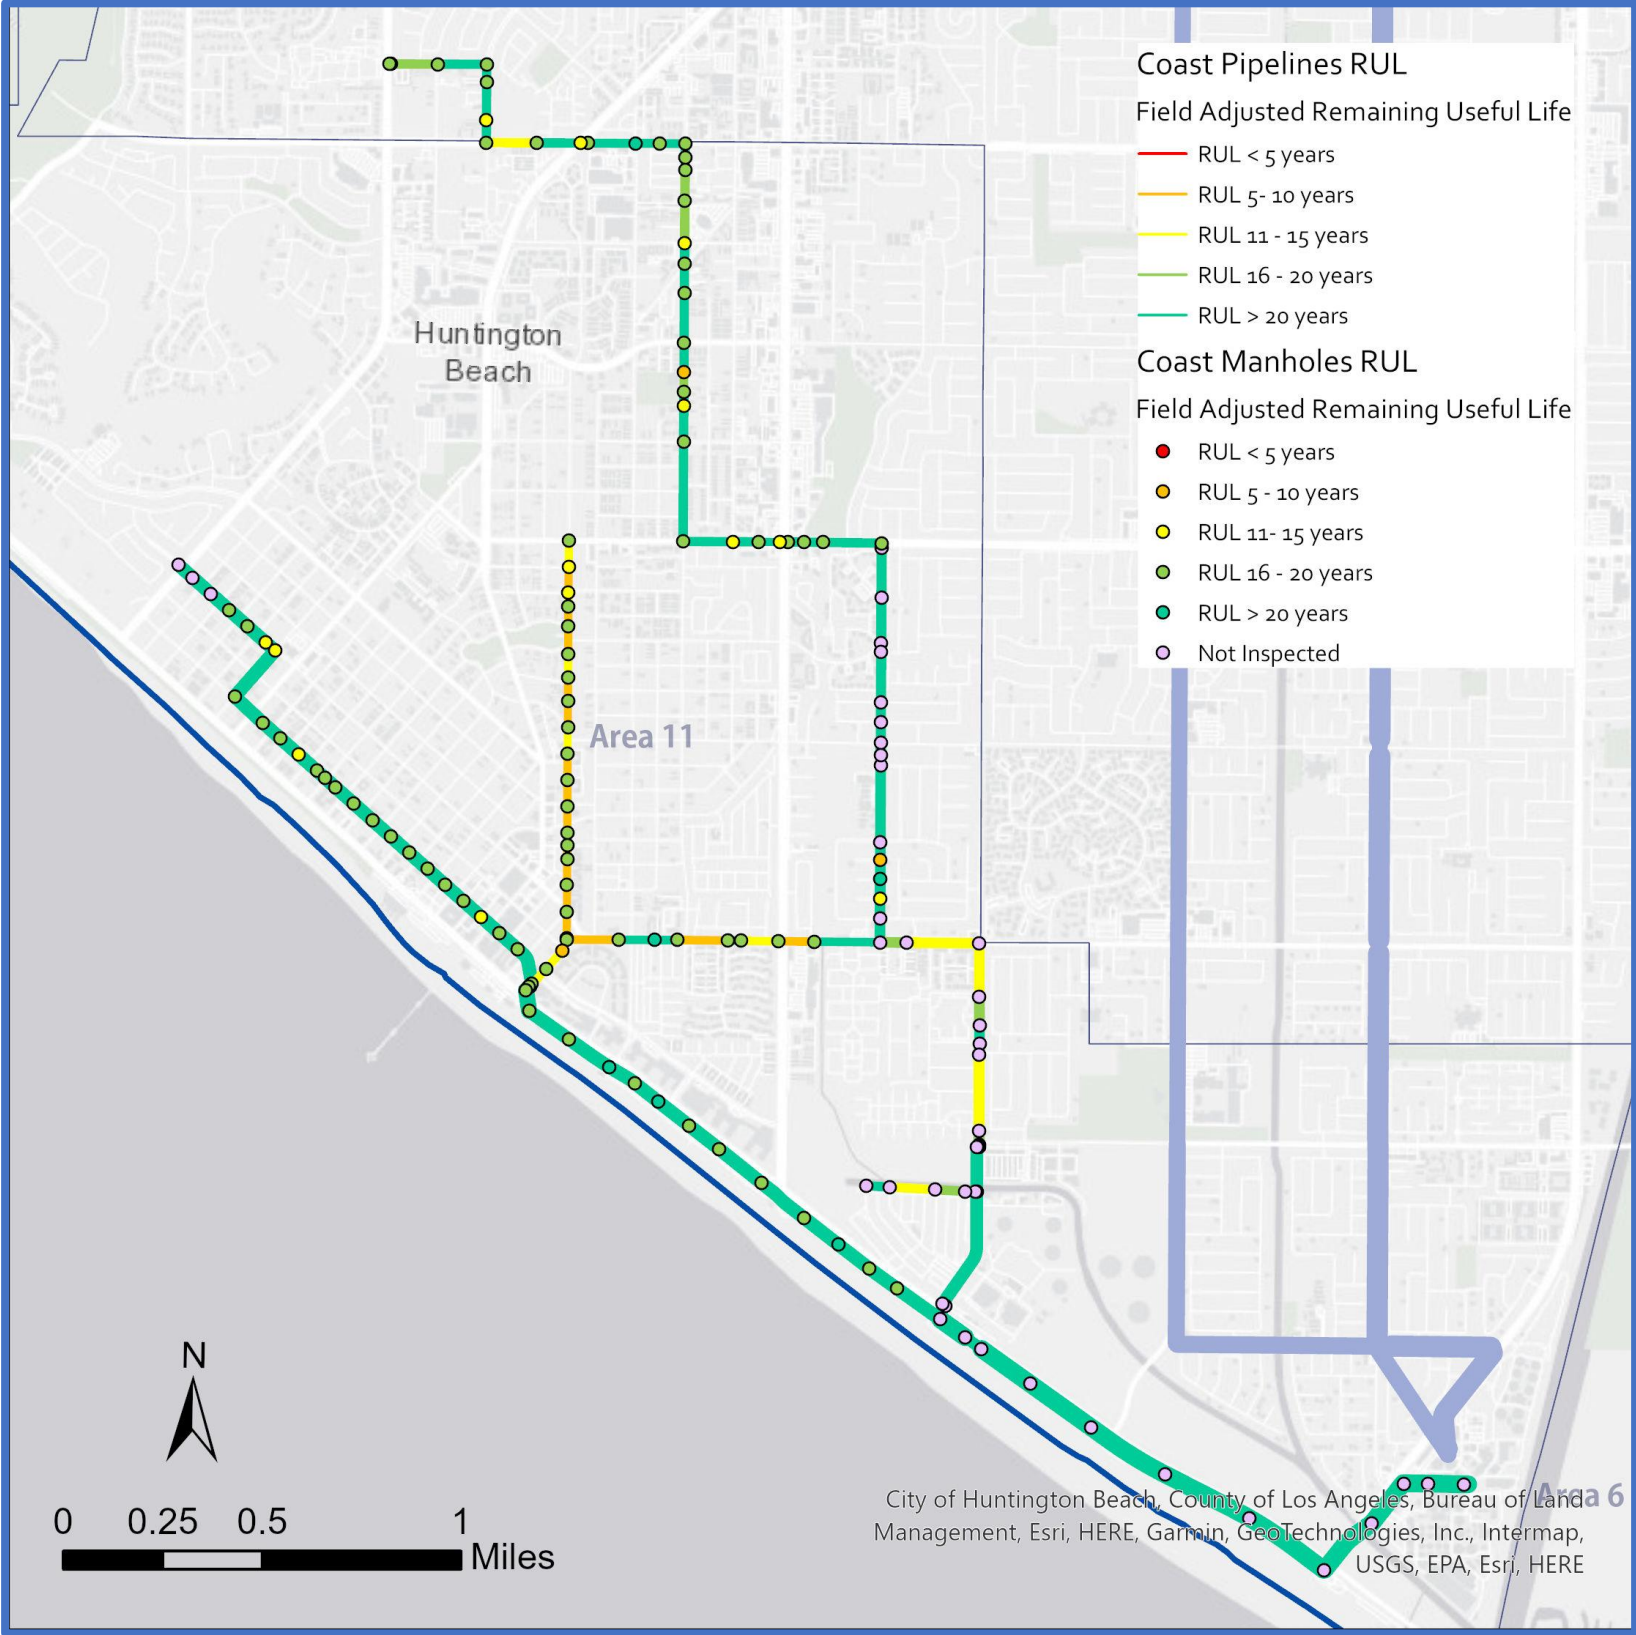 Coast Pipelines RUL
Field Adjusted Remaining Useful Life
RUL < 5 years
RUL 5- 10 years
RUL 11 - 15 years
RUL 16 - 20 years
RUL > 20 years
Coast Manholes RUL
Field Adjusted Remaining Useful Life
RUL < 5 years
RUL 5 - 10 years
RUL 11- 15 years
RUL 16 - 20 years
RUL > 20 years
Not Inspected
Huntington
Beach
Area 11
Area 6
N
0 0.25 0.5 1
Miles
City of Huntington Beach, County of Los Angeles, Bureau of Land
Management, Esri, HERE, Garmin, GeoTechnologies, Inc., Intermap,
USGS, EPA, Esri, HERE